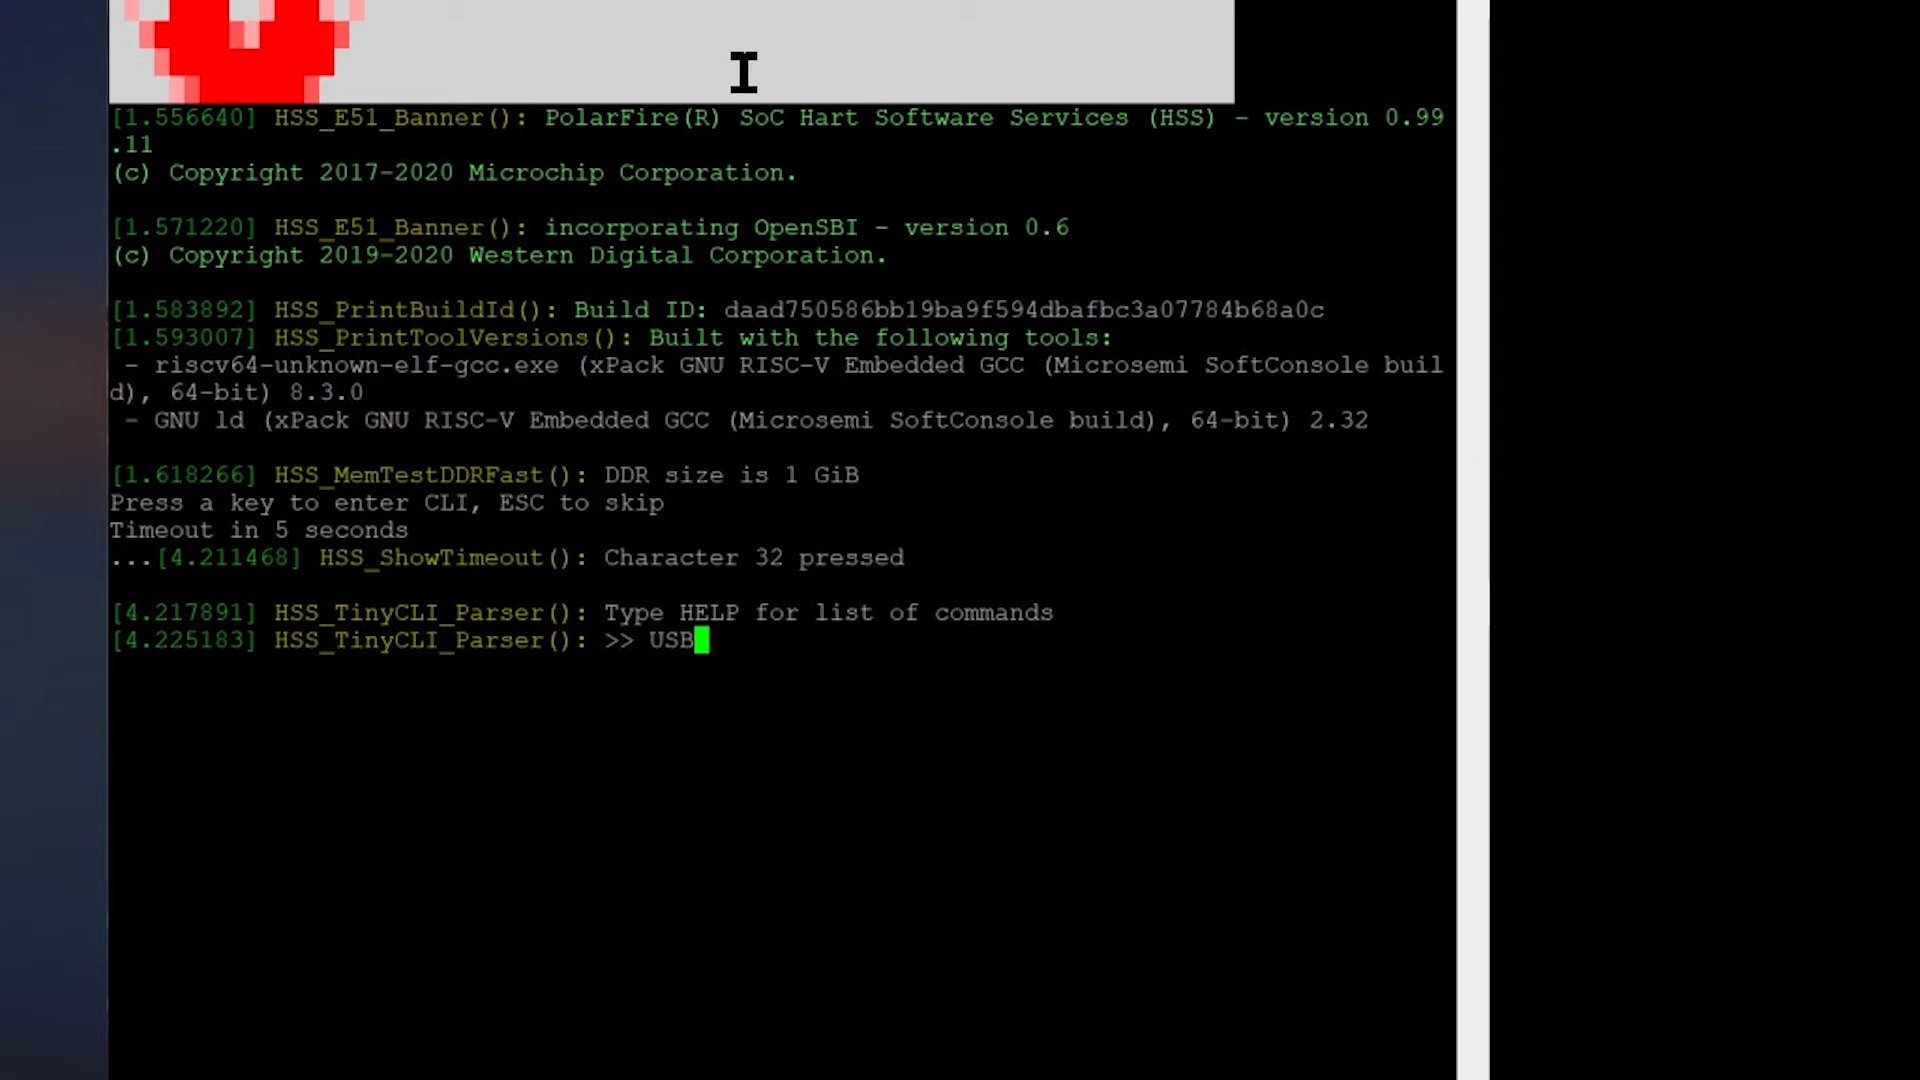 [1.556640] HSS_E51_Banner(): PolarFire(R) SoC Hart Software Services (HSS) - version 0.99
.11
(c) Copyright 2017-2020 Microchip Corporation.
[1.571220] HSS_E51_Banner(): incorporating OpenSBI - version 0.6
(c) Copyright 2019-2020 Western Digital Corporation.
[1.583892] HSS_PrintBuildId(): Build ID: daad750586bb19ba9f594dbafbc3a07784b68a0c
[1.593007] HSS_PrintToolVersions(): Built with the following tools:
- riscv64-unknown-elf-gcc.exe (xPack GNU RISC-V Embedded GCC (Microsemi SoftConsole buil
d), 64-bit) 8.3.0
- GNU ld (xPack GNU RISC-V Embedded GCC (Microsemi SoftConsole build), 64-bit) 2.32
[1.618266] HSS_MemTestDDRFast(): DDR size is 1 GiB
Press a key to enter CLI, ESC to skip
Timeout in 5 seconds
...[4.211468] HSS_ShowTimeout(): Character 32 pressed
[4.217891] HSS_TinyCLI_Parser(): Type HELP for list of commands
[4.225183] HSS_TinyCLI_Parser(): >> USB